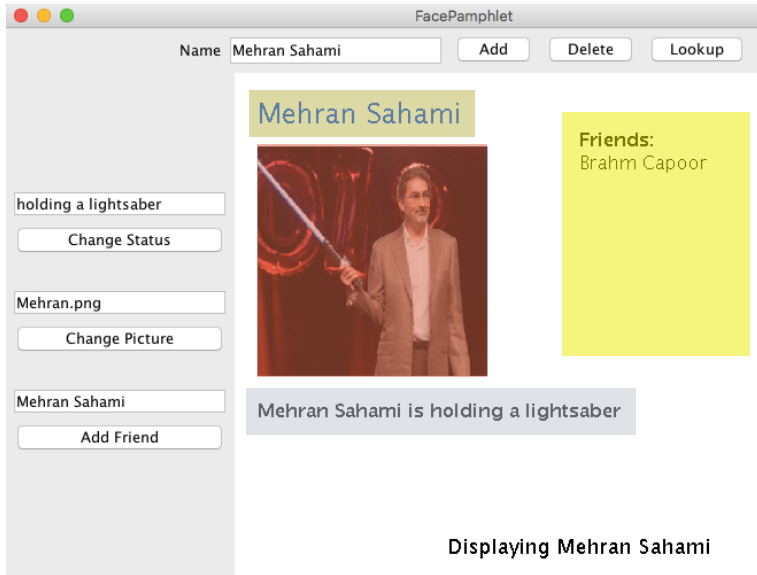 FacePamphlet
Name Mehran Sahami Add Delete Lookup
Mehran Sahami
Friends:
Brahm Capoor
holding a lightsaber
Change Status
Mehran.png
Change Picture
Mehran Sahami
Add Friend
Mehran Sahami is holding a lightsaber
Displaying Mehran Sahami